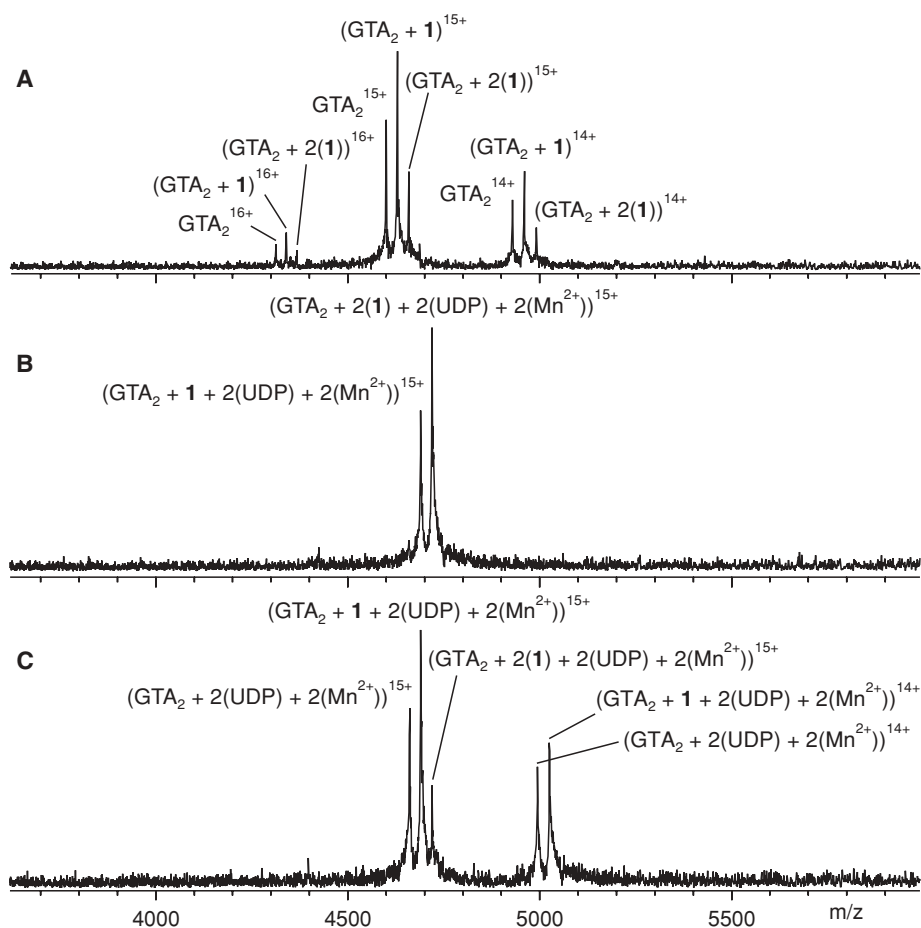 A
(GTA₂ + 1)¹⁵⁺
(GTA₂ + 2(1))¹⁵⁺
GTA₂¹⁵⁺
(GTA₂ + 2(1))¹⁶⁺
(GTA₂ + 1)¹⁶⁺
GTA₂¹⁶⁺
(GTA₂ + 1)¹⁴⁺
GTA₂¹⁴⁺
(GTA₂ + 2(1))¹⁴⁺
B
(GTA₂ + 2(1) + 2(UDP) + 2(Mn²⁺))¹⁵⁺
(GTA₂ + 1 + 2(UDP) + 2(Mn²⁺))¹⁵⁺
C
(GTA₂ + 1 + 2(UDP) + 2(Mn²⁺))¹⁵⁺
(GTA₂ + 2(1) + 2(UDP) + 2(Mn²⁺))¹⁵⁺
(GTA₂ + 2(UDP) + 2(Mn²⁺))¹⁵⁺
(GTA₂ + 1 + 2(UDP) + 2(Mn²⁺))¹⁴⁺
(GTA₂ + 2(UDP) + 2(Mn²⁺))¹⁴⁺
4000 4500 5000 5500 m/z